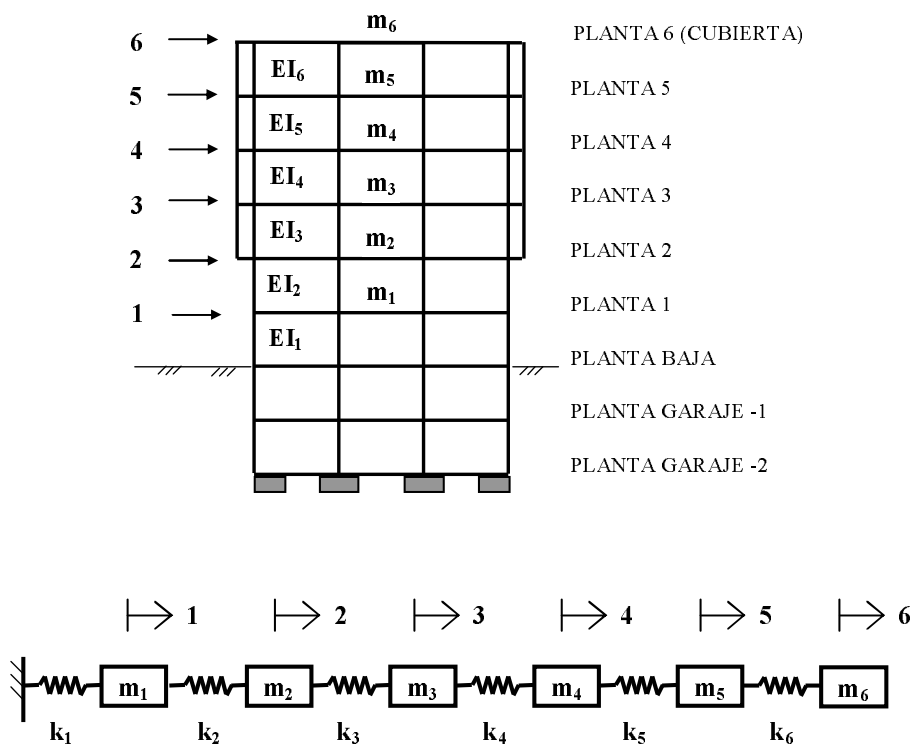 m₆
6
PLANTA 6 (CUBIERTA)
EI₆
m₅
5
PLANTA 5
EI₅
m₄
4
PLANTA 4
EI₄
m₃
3
PLANTA 3
EI₃
m₂
2
PLANTA 2
EI₂
m₁
1
PLANTA 1
EI₁
PLANTA BAJA
PLANTA GARAJE -1
PLANTA GARAJE -2
1 2 3 4 5 6
m₁ m₂ m₃ m₄ m₅ m₆
k₁ k₂ k₃ k₄ k₅ k₆